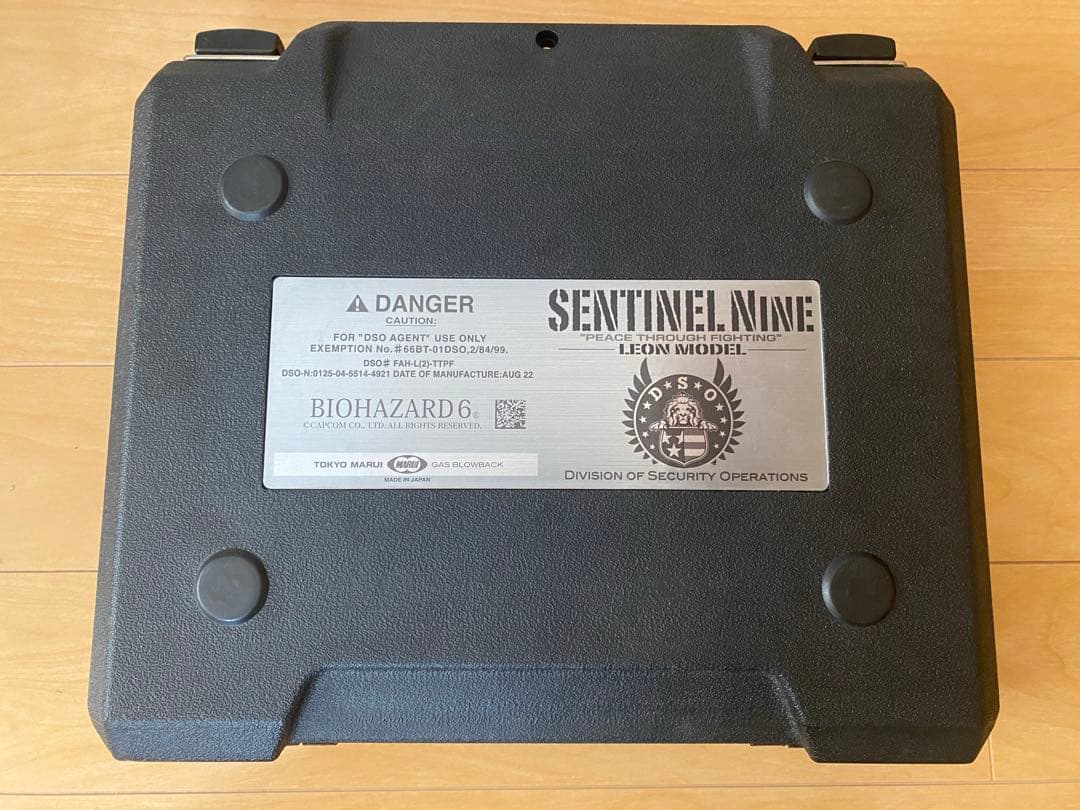 ⚠ DANGER
CAUTION:
FOR "DSO AGENT" USE ONLY
EXEMPTION No.#66BT-01DSO,2/84/99.
DSO# FAH-L(2)-TTPF
DSO-N:0125-04-5514-4921 DATE OF MANUFACTURE:AUG 22
BIOHAZARD 6®
©CAPCOM CO., LTD. ALL RIGHTS RESERVED.
TOKYO MARUI MARUI GAS BLOWBACK
MADE IN JAPAN
SENTINEL NINE
"PEACE THROUGH FIGHTING"
LEON MODEL
DSO
DIVISION OF SECURITY OPERATIONS